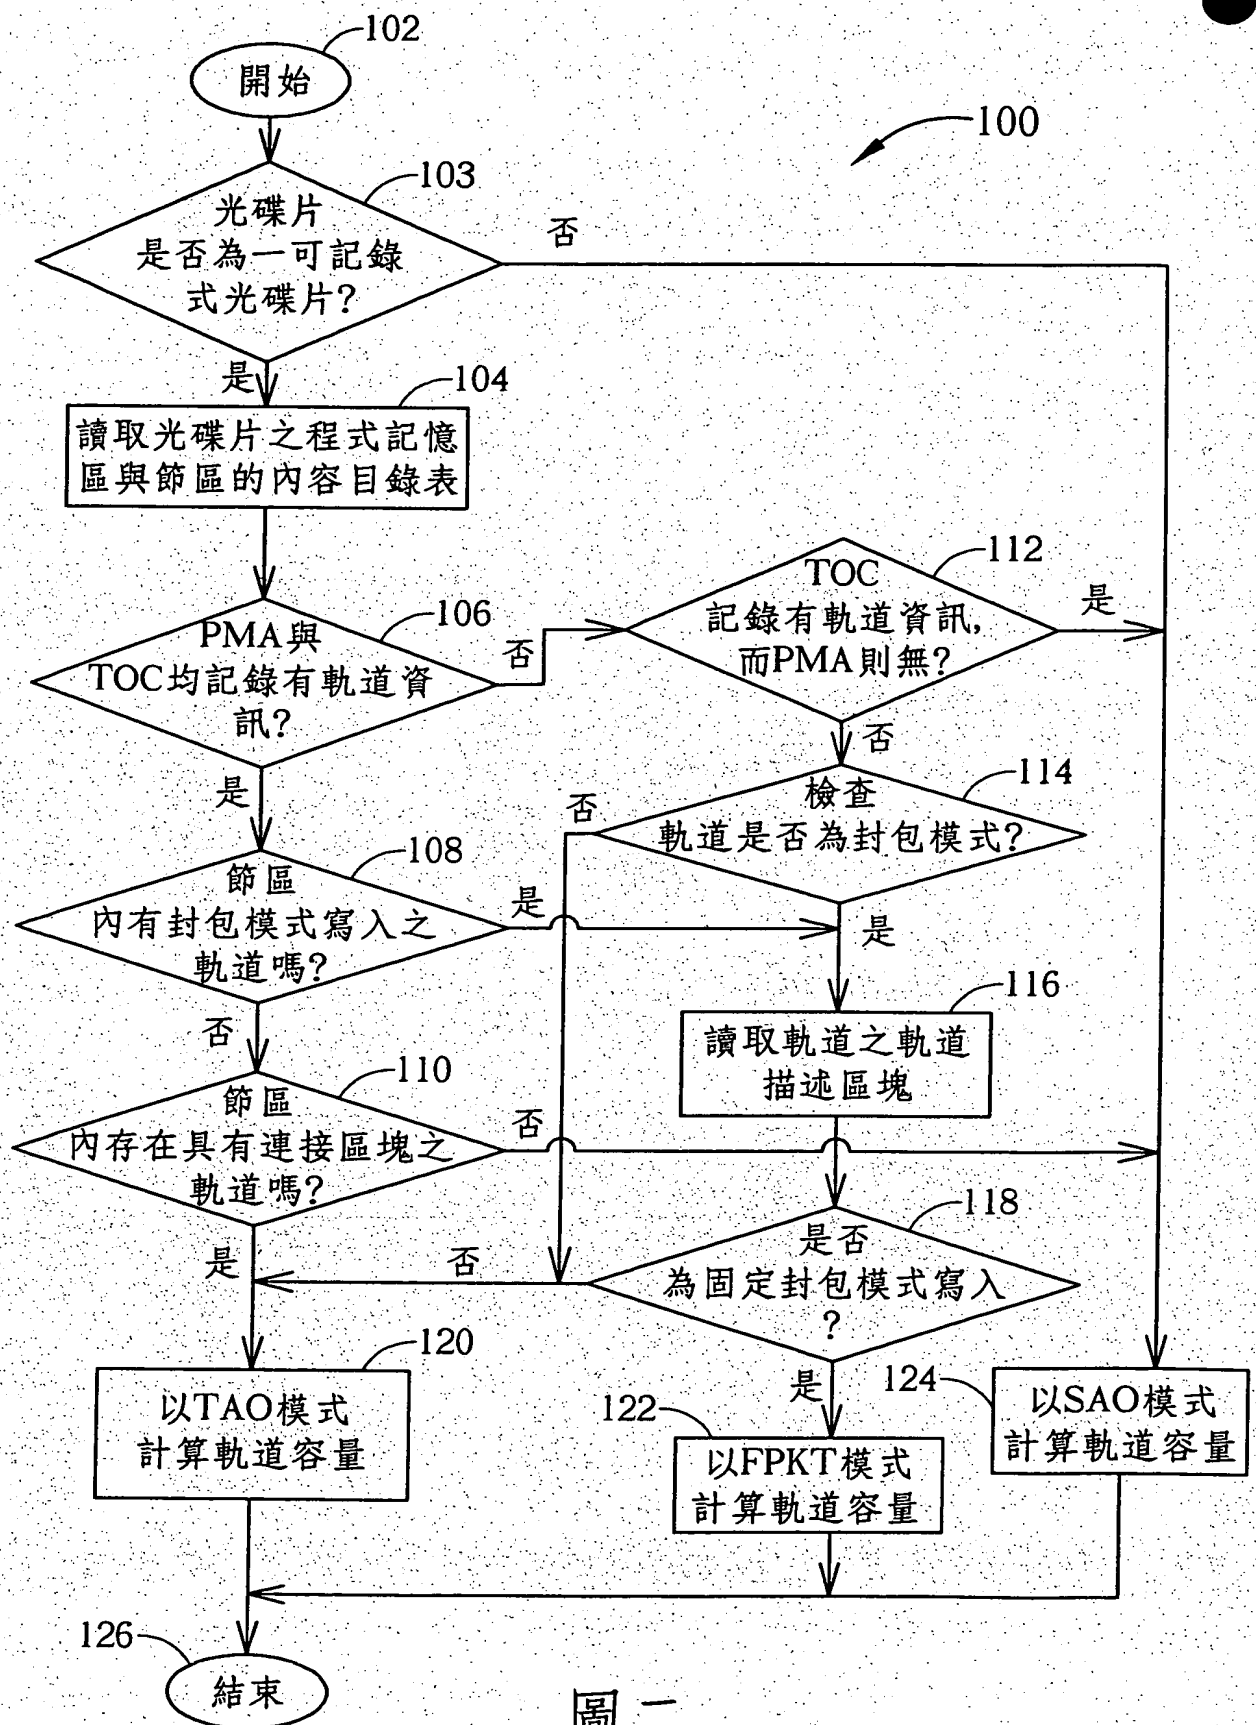 102
開始
100
103
光碟片
是否為一可記錄
式光碟片?
否
是
104
讀取光碟片之程式記憶
區與節區的內容目錄表
106
PMA與
TOC均記錄有軌道資
訊?
否
112
TOC
記錄有軌道資訊,
而PMA則無?
是
否
是
114
檢查
軌道是否為封包模式?
否
是
108
節區
內有封包模式寫入之
軌道嗎?
是
否
116
讀取軌道之軌道
描述區塊
110
節區
內存在具有連接區塊之
軌道嗎?
否
是
118
是否
為固定封包模式寫入
?
否
是
120
以TAO模式
計算軌道容量
122
以FPKT模式
計算軌道容量
124
以SAO模式
計算軌道容量
126
結束
圖一